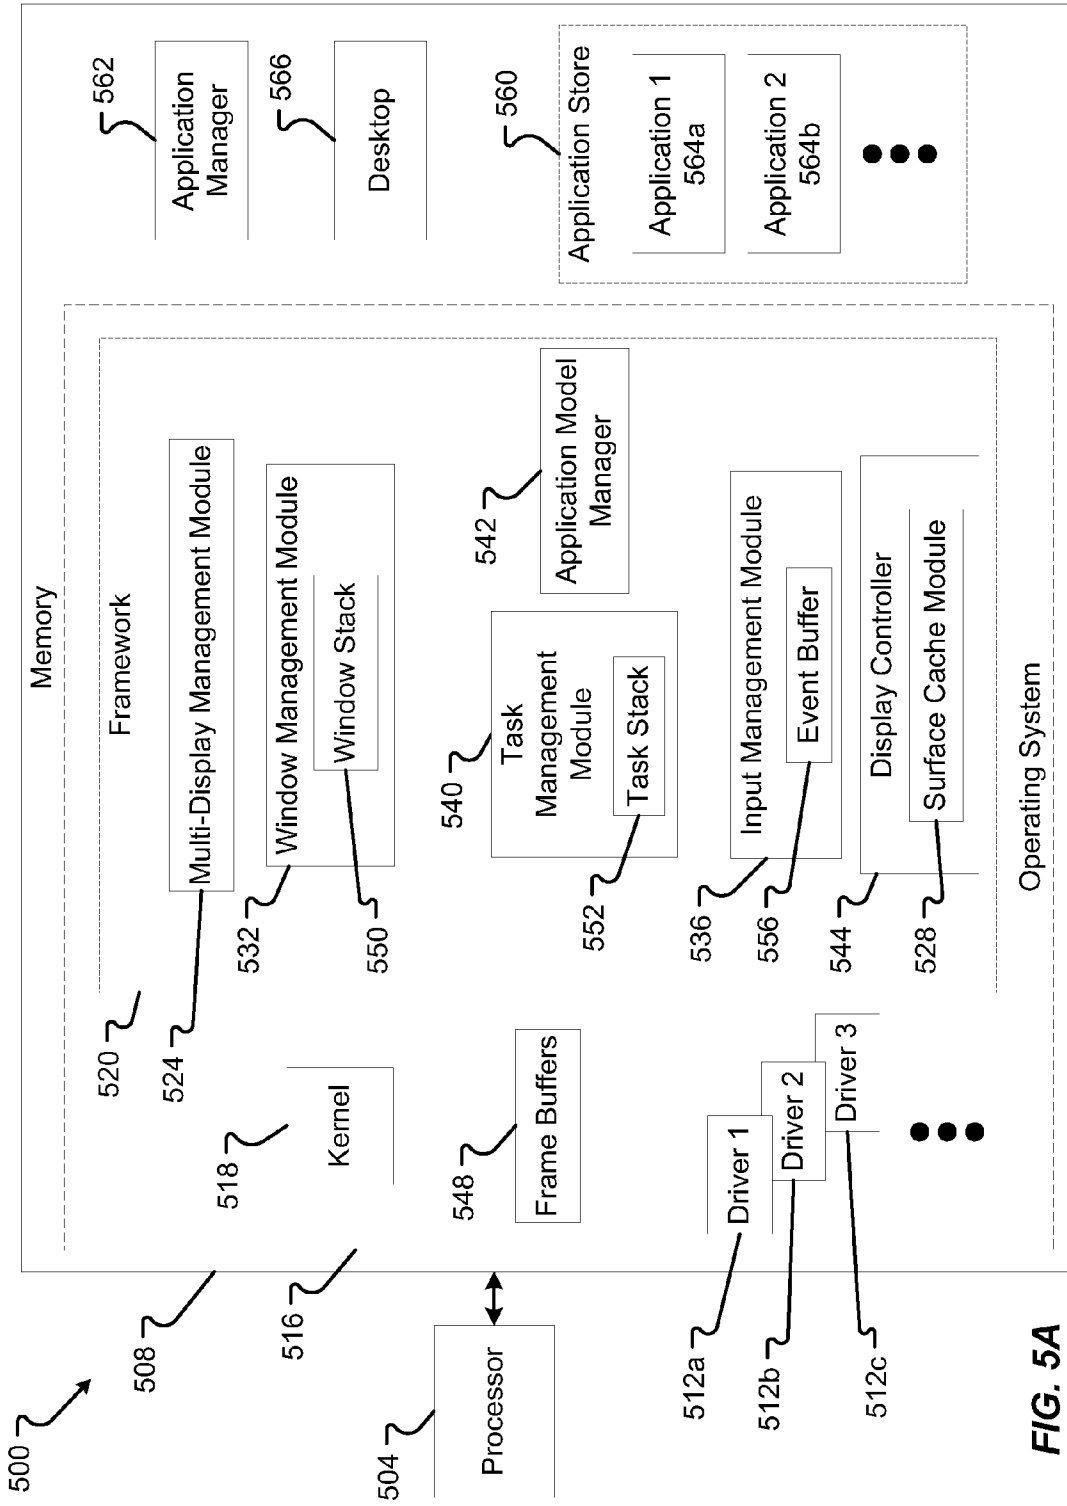 500
508
Memory
516
Operating System
504
Processor
518
Kernel
548
Frame Buffers
512a
Driver 1
512b
Driver 2
512c
Driver 3
520
Framework
524
Multi-Display Management Module
532
Window Management Module
550
Window Stack
540
Task
Management
Module
552
Task Stack
542
Application Model
Manager
536
Input Management Module
556
Event Buffer
544
Display Controller
528
Surface Cache Module
562
Application
Manager
566
Desktop
560
Application Store
Application 1
564a
Application 2
564b
FIG. 5A